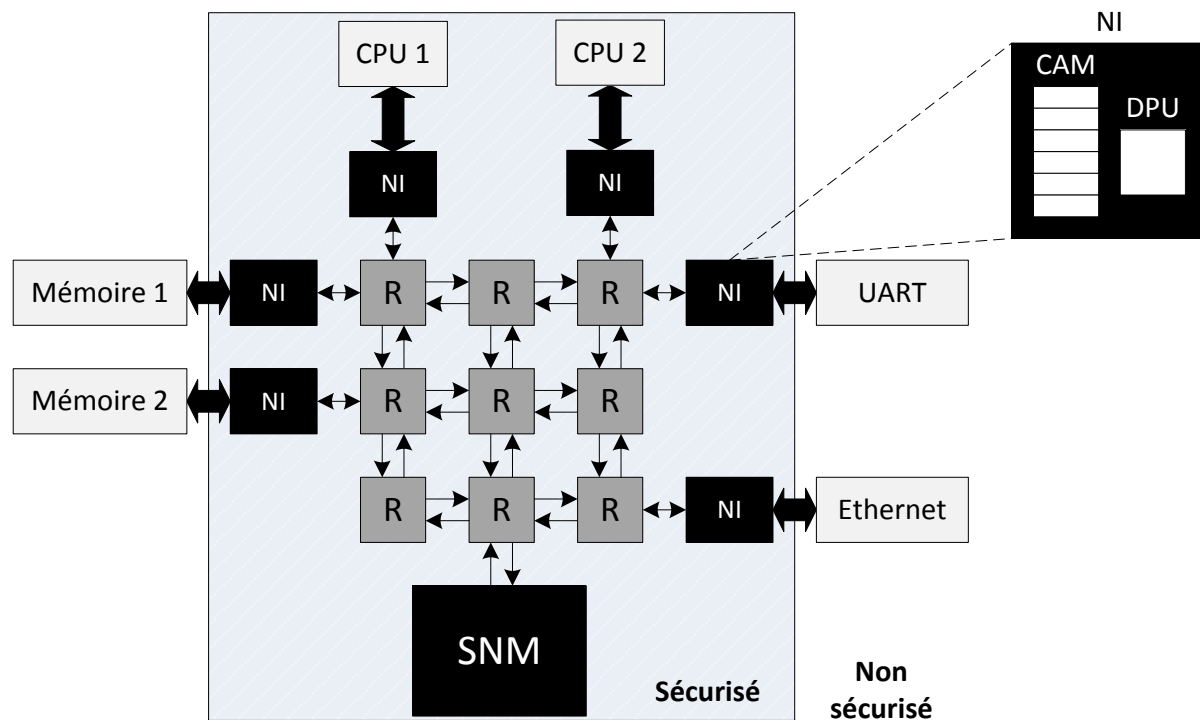 NI
CPU 1
CPU 2
CAM
DPU
NI
NI
Mémoire 1
NI
R
R
R
NI
UART
Mémoire 2
NI
R
R
R
R
R
R
NI
Ethernet
SNM
Sécurisé
Non
sécurisé